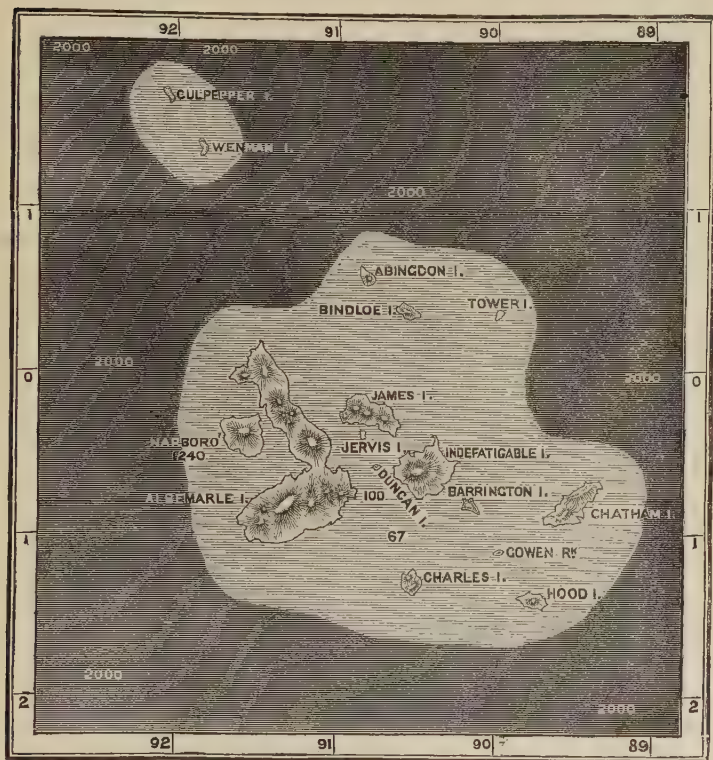 92 91 90 89
2000 2000
CULPEPPER I.
WENMAN I.
2000
1 1
ABINGDON I.
BINDLOE I. TOWER I.
2000 2000
0 0
JAMES I.
NARBORO'
1240
JERVIS I.
INDEFATIGABLE I.
DUNCAN I.
ALBEMARLE I. 100
BARRINGTON I.
CHATHAM I.
67
1 1
GOWEN Rk
CHARLES I.
HOOD I.
2000
2000
2 2
92 91 90 89